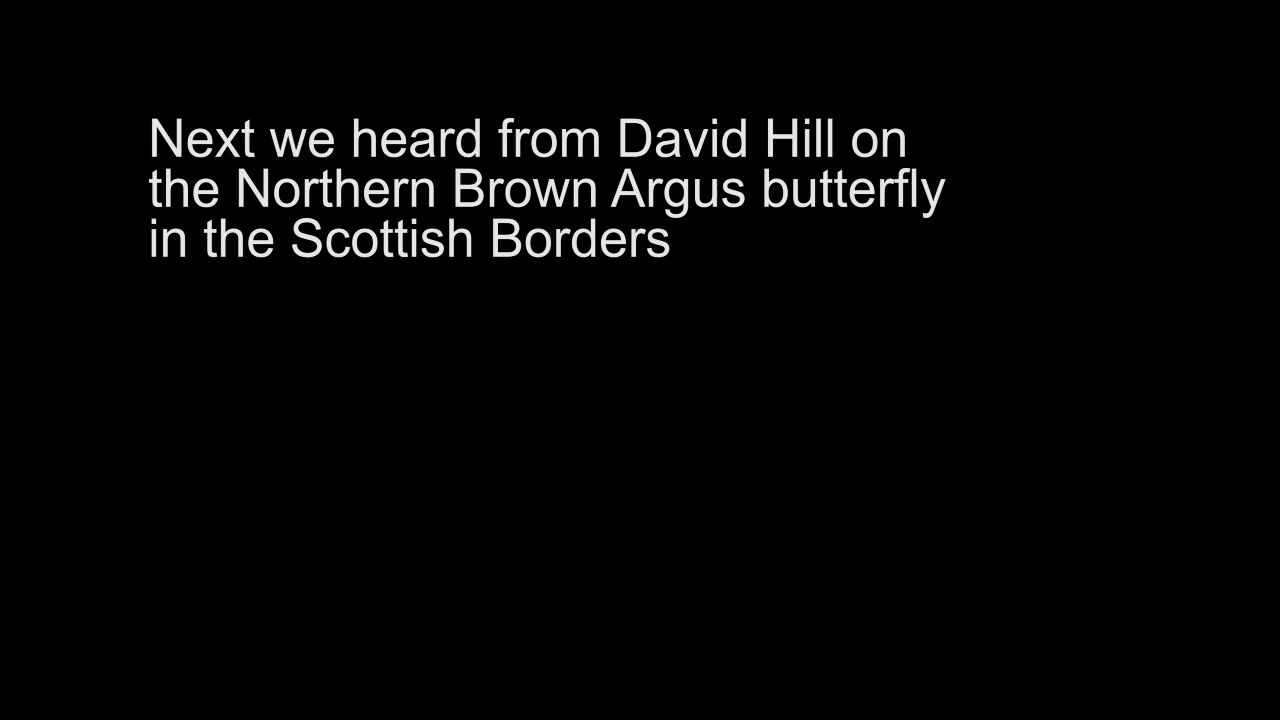 Next we heard from David Hill on
the Northern Brown Argus butterfly
in the Scottish Borders